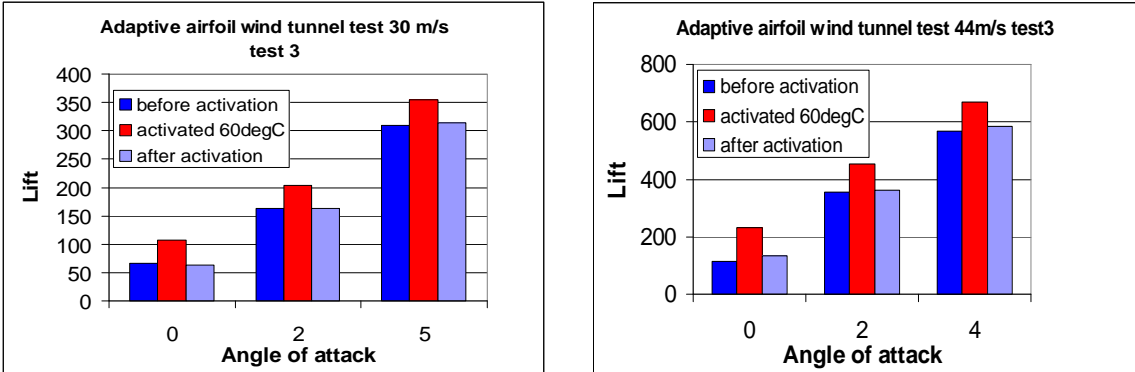 Adaptive airfoil wind tunnel test 30 m/s
test 3
400
350
300
250
200
150
100
50
0
Lift
before activation
activated 60degC
after activation
0 2 5
Angle of attack
Adaptive airfoil wind tunnel test 44m/s test3
800
600
400
200
0
Lift
before activation
activated 60degC
after activation
0 2 4
Angle of attack